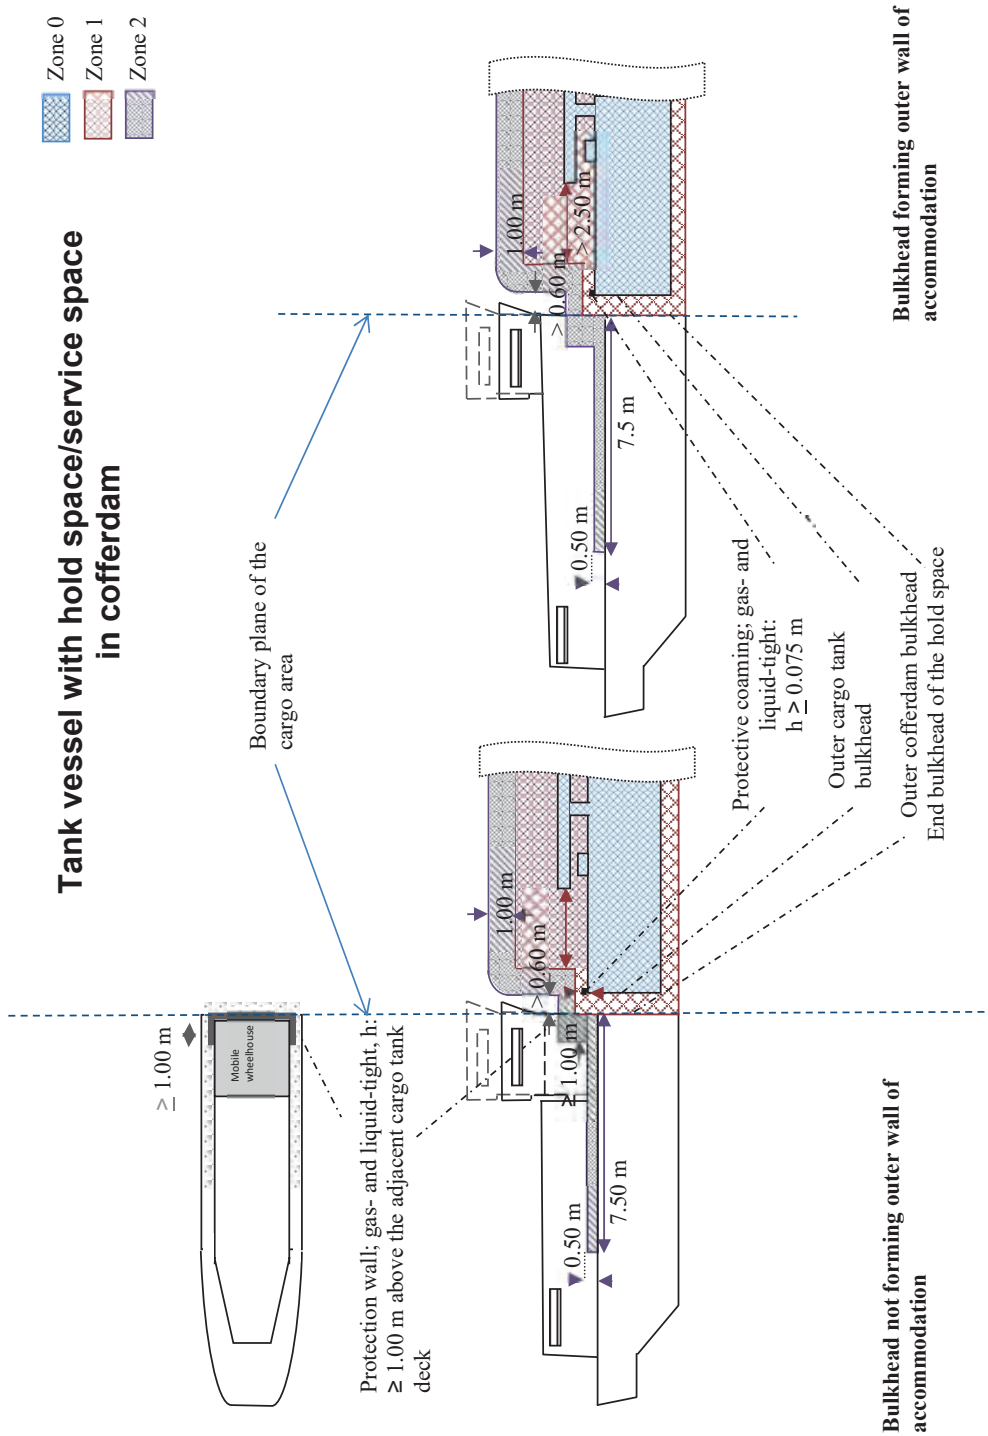 Tank vessel with hold space/service space
in cofferdam
Zone 0
Zone 1
Zone 2
≥ 1.00 m
Mobile
wheelhouse
Boundary plane of the
cargo area
Protection wall; gas- and liquid-tight, h:
≥ 1.00 m above the adjacent cargo tank
deck
0.50 m
7.50 m
≥ 1.00 m
> 0.60 m
1.00 m
0.50 m
7.5 m
> 0.60 m
1.00 m
> 2.50 m
Protective coaming; gas- and
liquid-tight:
h ≥ 0.075 m
Outer cargo tank
bulkhead
Outer cofferdam bulkhead
End bulkhead of the hold space
Bulkhead not forming outer wall of
accommodation
Bulkhead forming outer wall of
accommodation